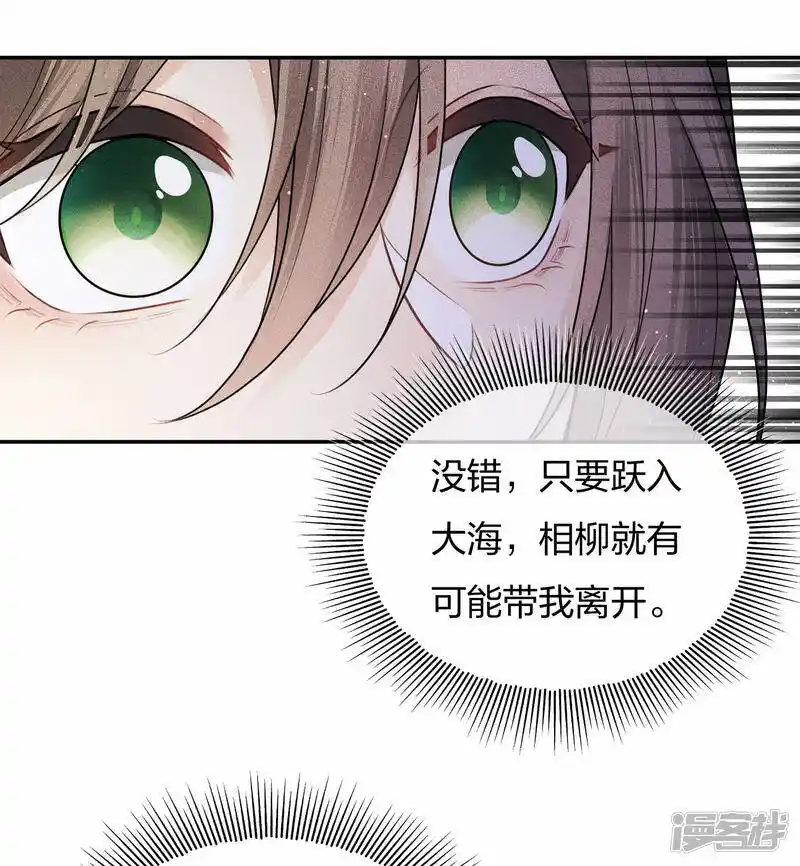 没错，只要跃入
大海，相柳就有
可能带我离开。
漫客栈